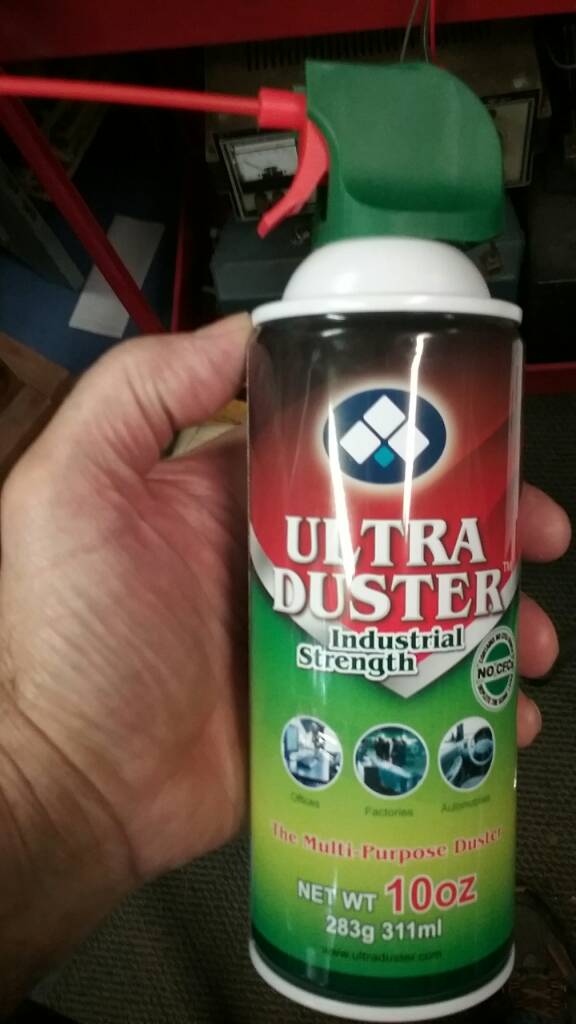 ULTRA
DUSTER™
Industrial
Strength
NO CFCs
Offices
Factories
Automotive
The Multi-Purpose Duster
NET WT 10oz
283g 311ml
www.ultraduster.com